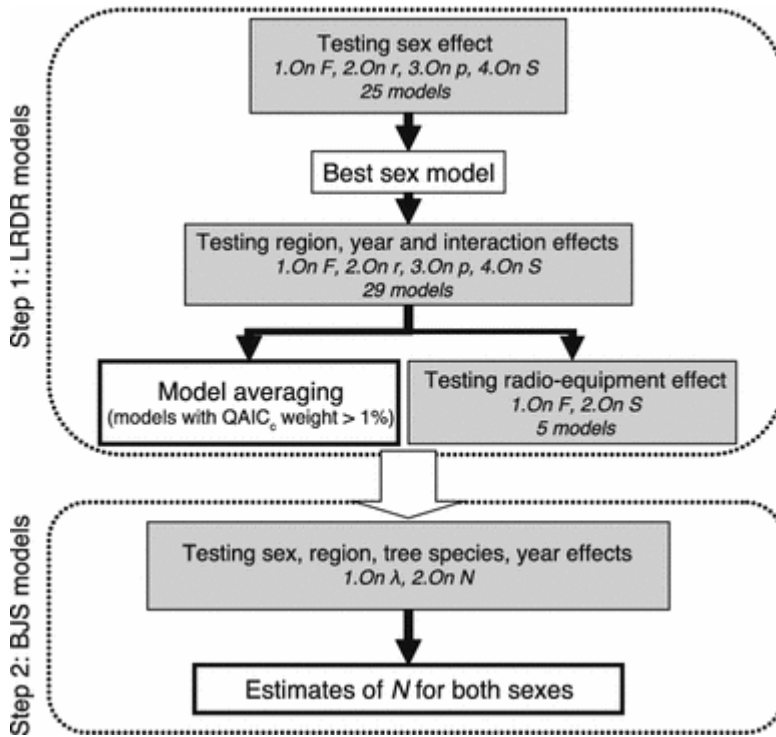 Step 1: LRDR models
Testing sex effect
1.On F, 2.On r, 3.On p, 4.On S
25 models
Best sex model
Testing region, year and interaction effects
1.On F, 2.On r, 3.On p, 4.On S
29 models
Model averaging
(models with QAICc weight > 1%)
Testing radio-equipment effect
1.On F, 2.On S
5 models
Step 2: BJS models
Testing sex, region, tree species, year effects
1.On λ, 2.On N
Estimates of N for both sexes